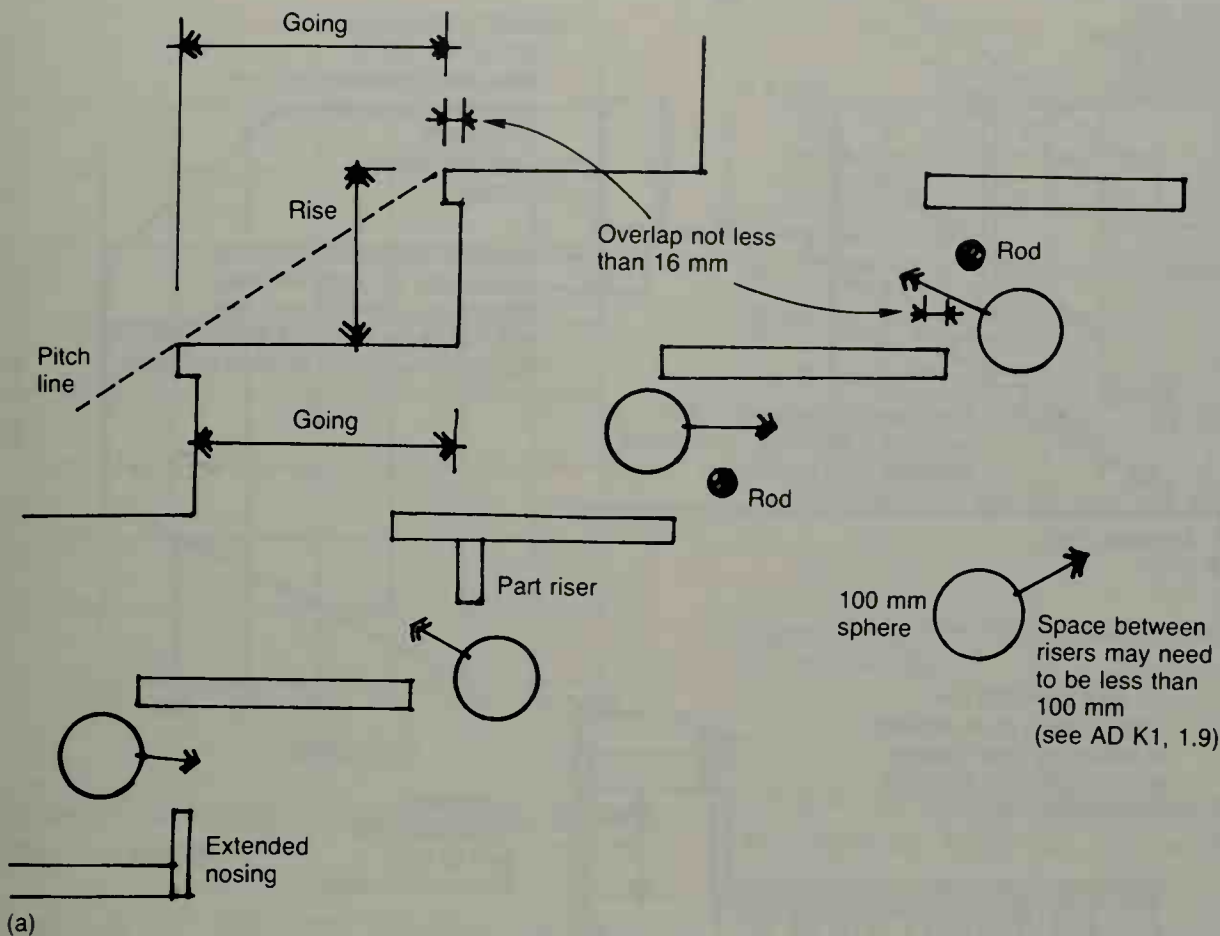 Going
Rise
Overlap not less
than 16 mm
Rod
Pitch
line
Going
Rod
Part riser
100 mm
sphere
Space between
risers may need
to be less than
100 mm
(see AD K1, 1.9)
Extended
nosing
(a)